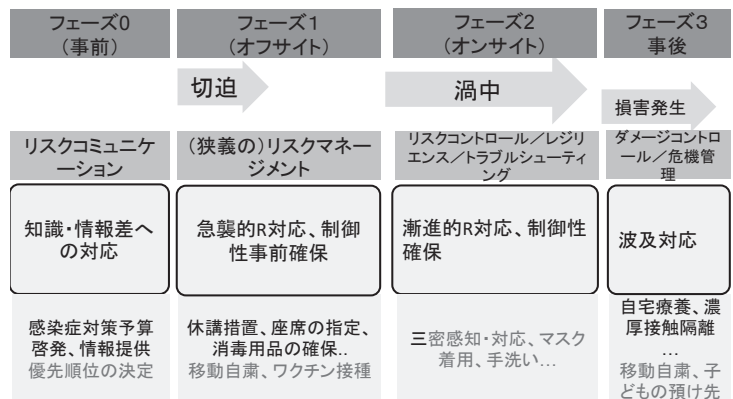 フェーズ0
（事前）
フェーズ1
（オフサイト）
フェーズ2
（オンサイト）
フェーズ3
事後
切迫
渦中
損害発生
リスクコミュニケ
ーション
（狭義の）リスクマネー
ジメント
リスクコントロール／レジリ
エンス／トラブルシューティ
ング
ダメージコントロ
ール／危機管
理
知識・情報差へ
の対応
急襲的R対応、制御
性事前確保
漸進的R対応、制御性
確保
波及対応
感染症対策予算
啓発、情報提供
優先順位の決定
休講措置、座席の指定、
消毒用品の確保..
移動自粛、ワクチン接種
三密感知・対応、マスク
着用、手洗い…
自宅療養、濃
厚接触隔離
…
移動自粛、子
どもの預け先